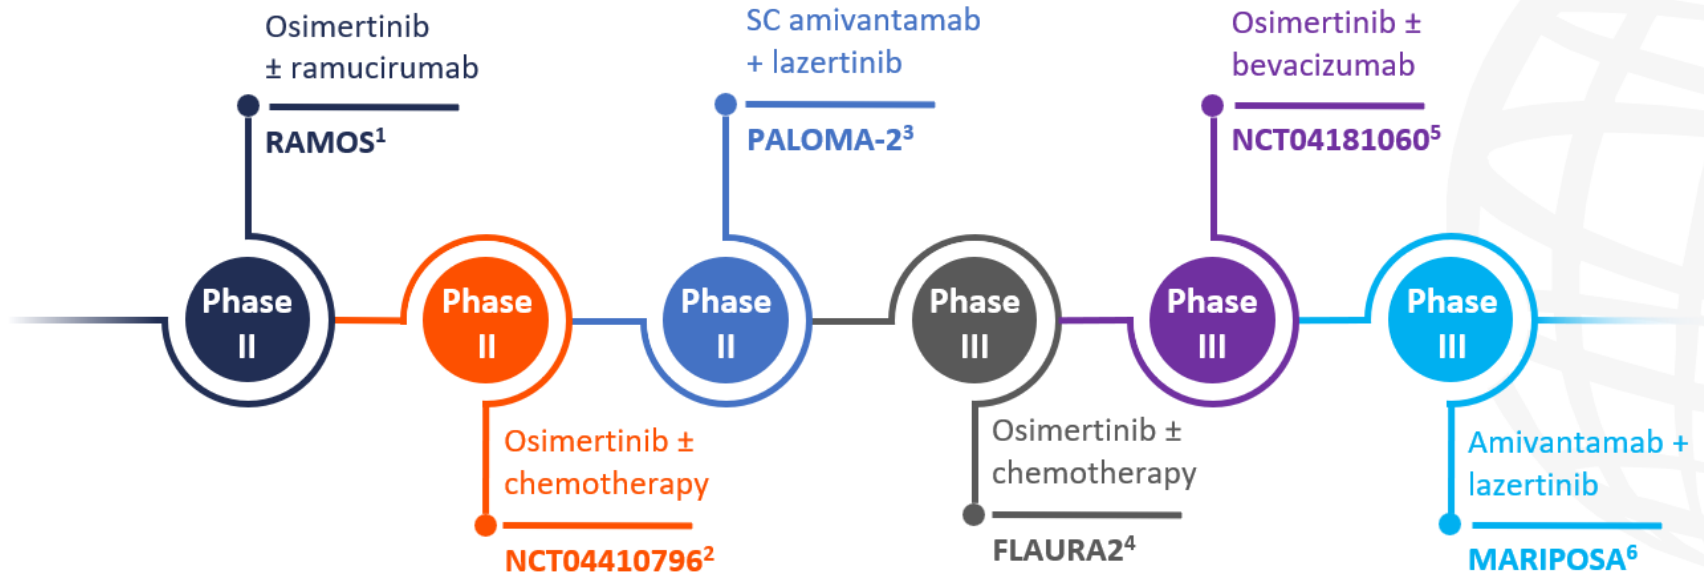 Osimertinib
± ramucirumab
RAMOS¹
SC amivantamab
+ lazertinib
PALOMA-2³
Osimertinib ±
bevacizumab
NCT04181060⁵
Phase
II
Phase
II
Phase
II
Phase
III
Phase
III
Phase
III
Osimertinib ±
chemotherapy
NCT04410796²
Osimertinib ±
chemotherapy
FLAURA2⁴
Amivantamab +
lazertinib
MARIPOSA⁶